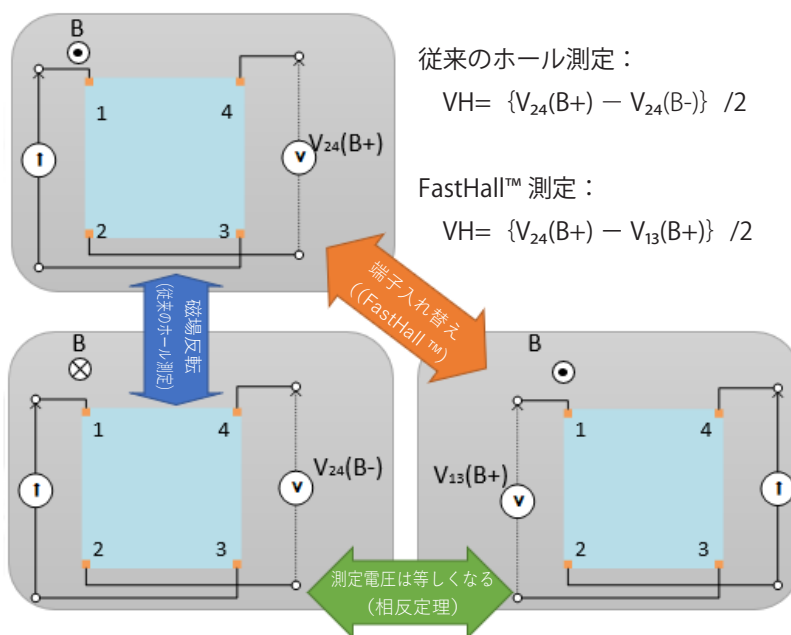 従来のホール測定：
VH= {V₂₄(B+) － V₂₄(B-)} /2
FastHall™ 測定：
VH= {V₂₄(B+) － V₁₃(B+)} /2
B
1
4
V₂₄(B+)
V
2
3
磁場反転
(従来のホール測定)
端子入れ替え
((FastHall ™)
B
1
4
V₂₄(B-)
V
2
3
B
1
4
V₁₃(B+)
V
2
3
測定電圧は等しくなる
（相反定理）